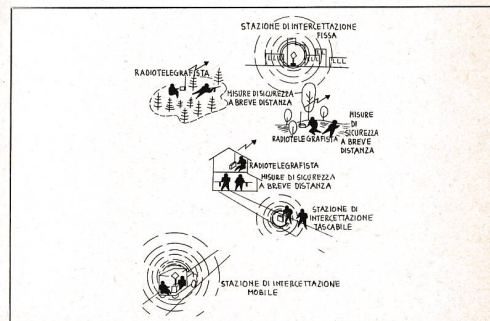 STAZIONE DI INTERCETTAZIONE
FISSA
RADIOTELEGRAFISTA
MISURE DI SICUREZZA
A BREVE DISTANZA
MISURE
DI
SICUREZZA
A BREVE
DISTANZA
RADIOTELEGRAFISTA
RADIOTELEGRAFISTA
MISURE DI SICUREZZA
A BREVE DISTANZA
STAZIONE DI
INTERCETTAZIONE
TASCABILE
STAZIONE DI INTERCETTAZIONE
MOBILE